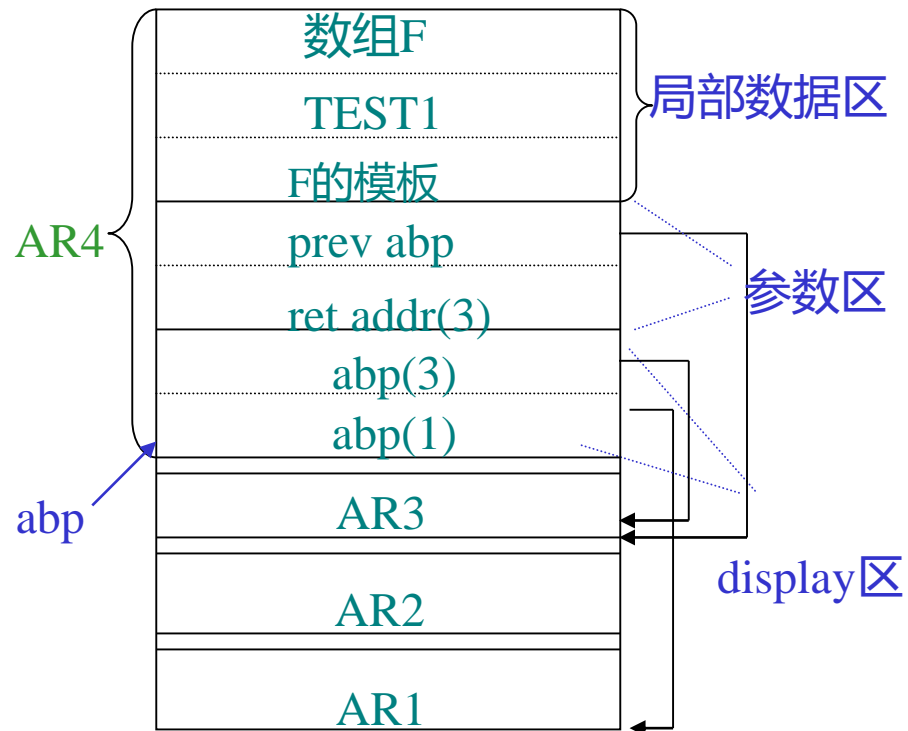 数组F
TEST1
局部数据区
F的模板
AR4
prev abp
参数区
ret addr(3)
abp(3)
abp(1)
abp
AR3
display区
AR2
AR1